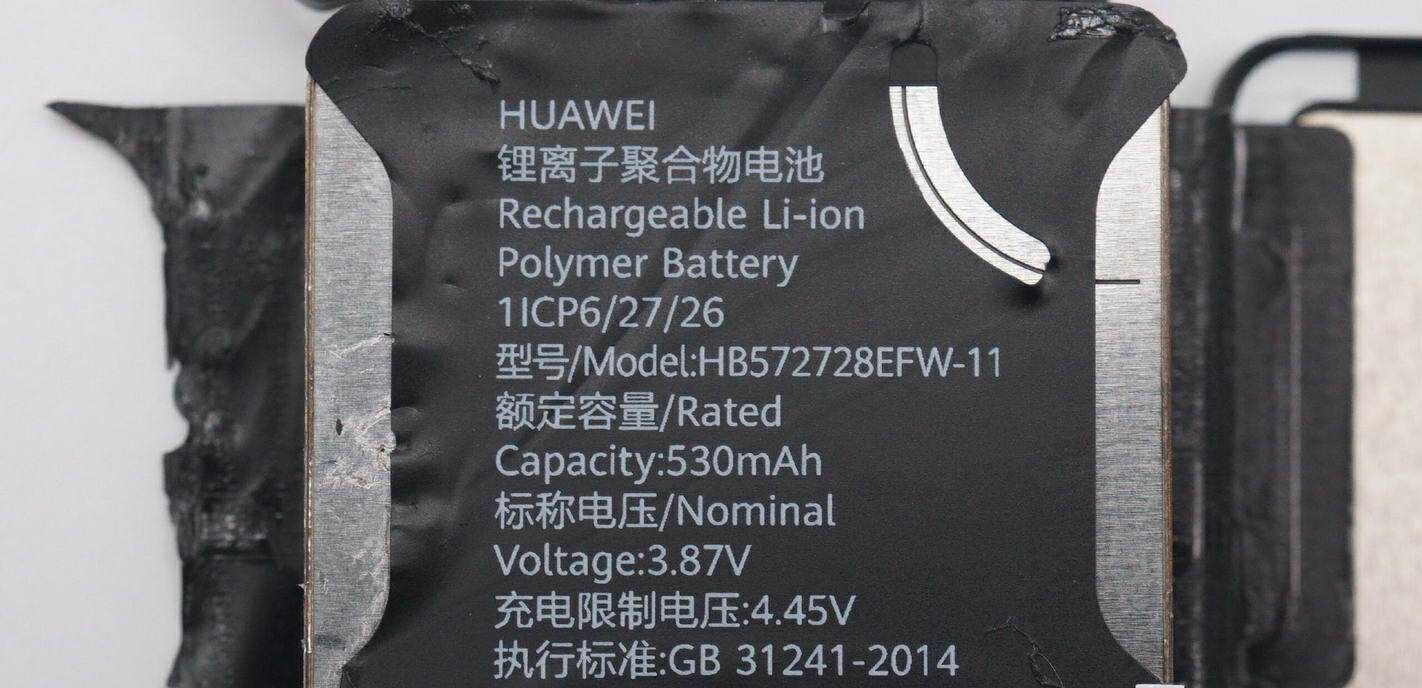 HUAWEI
锂离子聚合物电池
Rechargeable Li-ion
Polymer Battery
1ICP6/27/26
型号/Model:HB572728EFW-11
额定容量/Rated
Capacity:530mAh
标称电压/Nominal
Voltage:3.87V
充电限制电压:4.45V
执行标准:GB 31241-2014